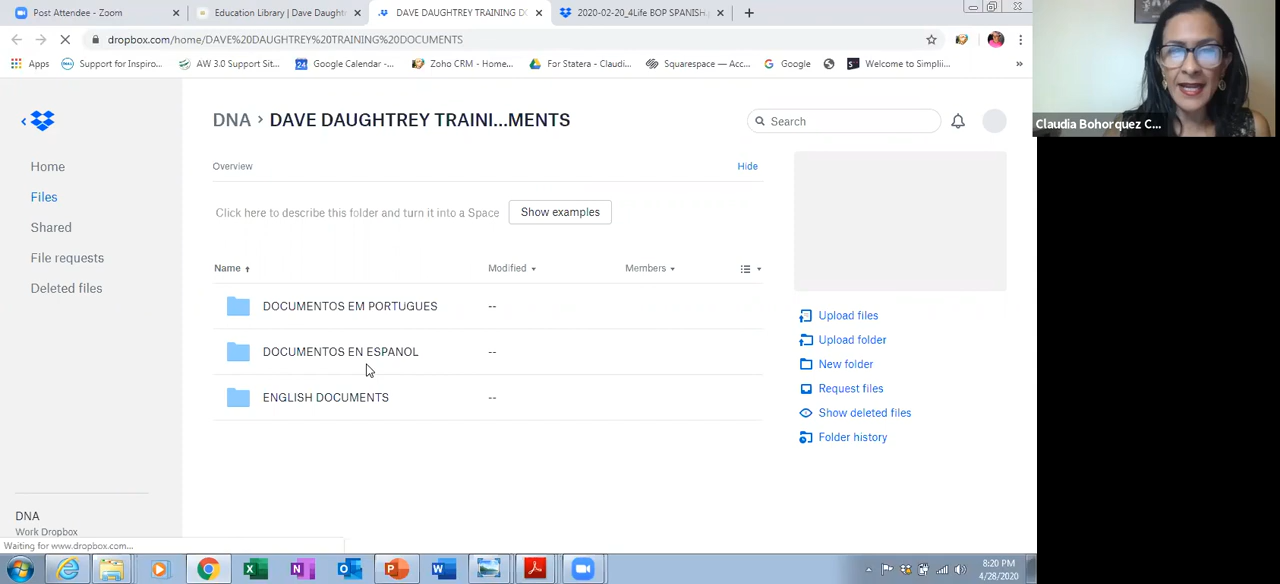 Post Attendee - Zoom
Education Library | Dave Daught
DAVE DAUGHTREY TRAINING DO
2020-02-20_4Life BOP SPANISH.
dropbox.com/home/DAVE%20DAUGHTREY%20TRAINING%20DOCUMENTS
Apps
Support for Inspiro...
AW 3.0 Support Sit...
Google Calendar -...
Zoho CRM - Home...
For Statera - Claudi...
Squarespace — Acc...
Google
Welcome to Simplii...
»
Claudia Bohorquez C...
DNA › DAVE DAUGHTREY TRAINI...MENTS
Search
Home
Files
Shared
File requests
Deleted files
Overview
Hide
Click here to describe this folder and turn it into a Space
Show examples
Name
Modified
Members
DOCUMENTOS EM PORTUGUES
--
DOCUMENTOS EN ESPANOL
--
ENGLISH DOCUMENTS
--
Upload files
Upload folder
New folder
Request files
Show deleted files
Folder history
DNA
Work Dropbox
Waiting for www.dropbox.com...
8:20 PM
4/28/2020